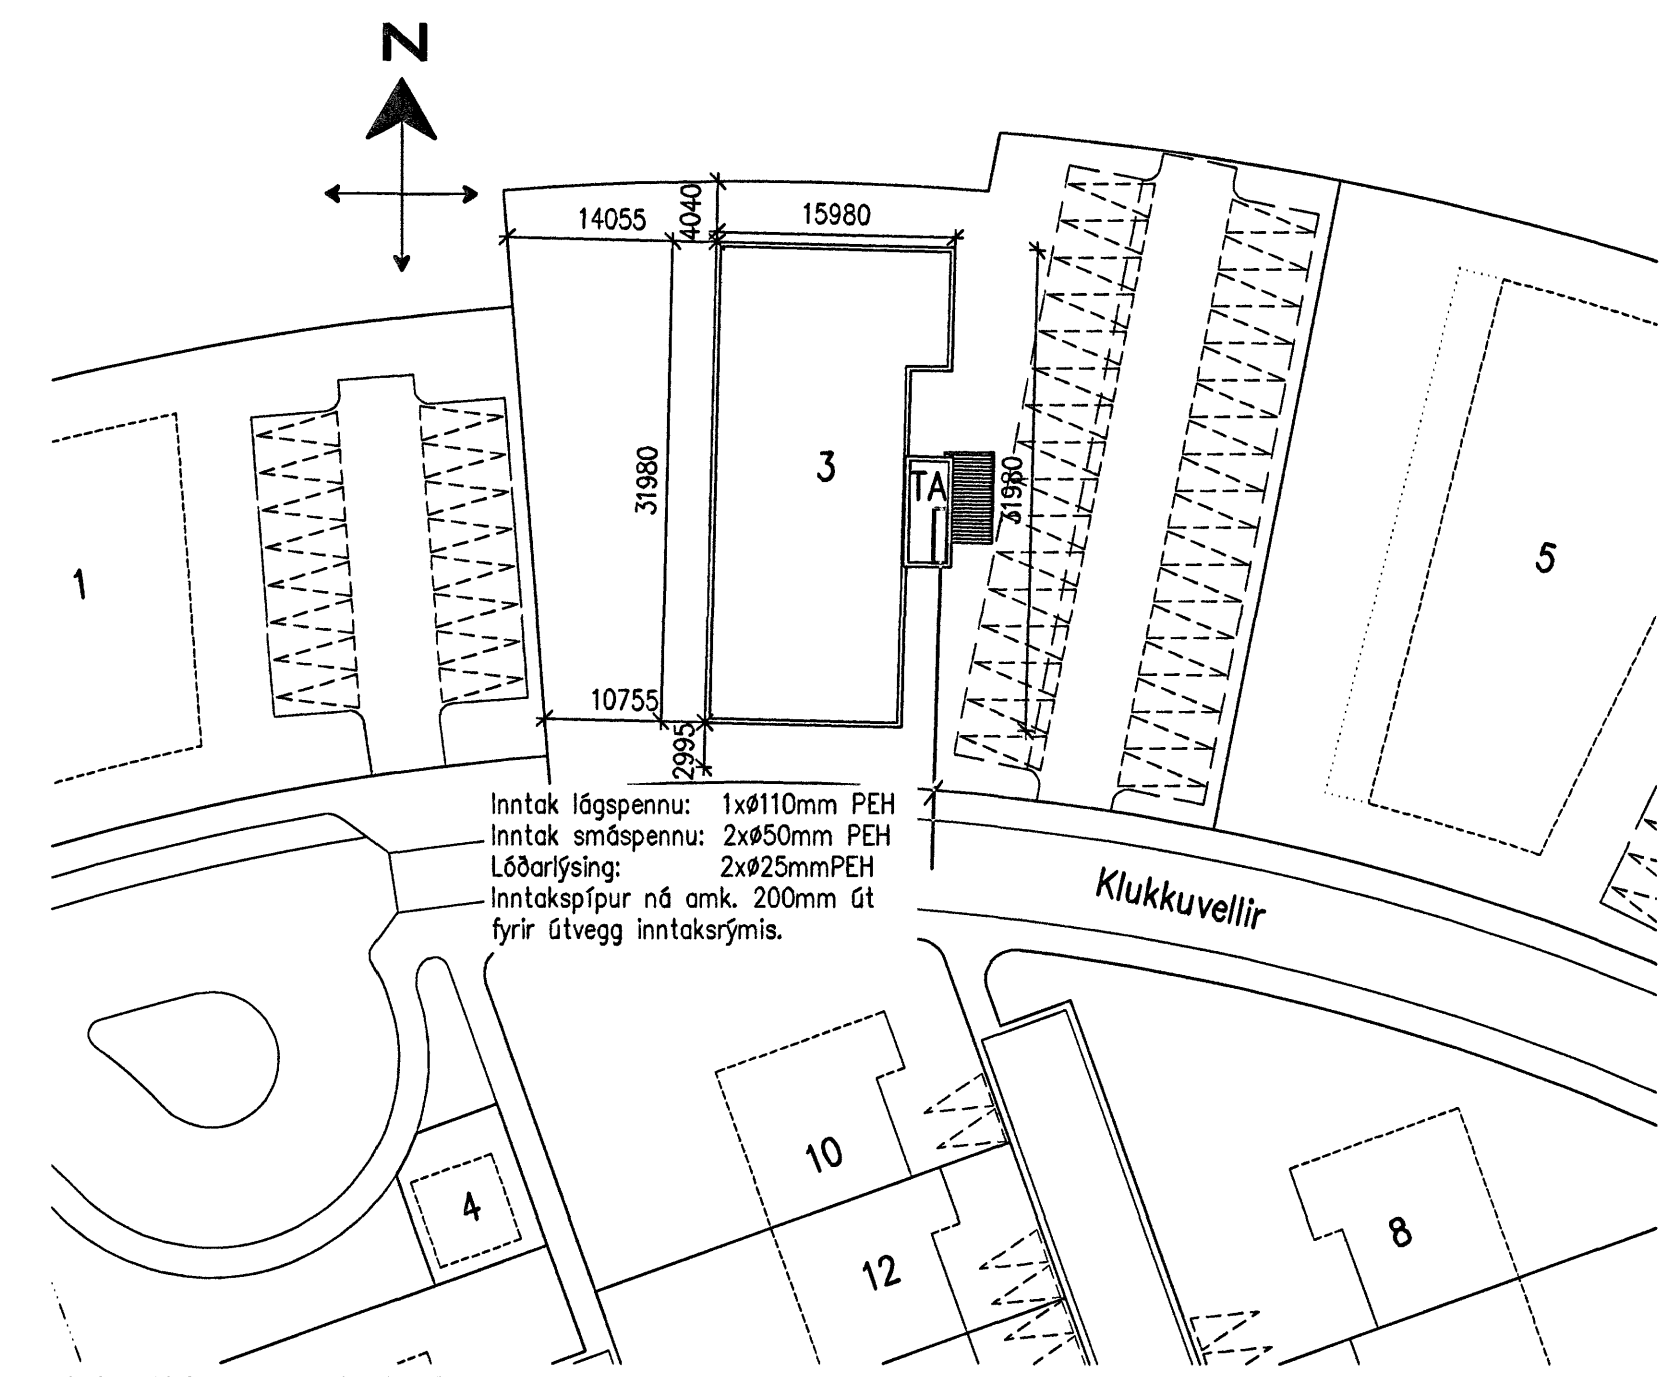 N
14055
4040
15980
31980
3
TA
31980
1
5
10755
2995
Inntak lágspennu: 1xø110mm PEH
Inntak smáspennu: 2xø50mm PEH
Lóðarlýsing: 2xø25mmPEH
Inntakspípur ná amk. 200mm út
fyrir útvegg inntaksrýmis.
Klukkuvellir
10
4
8
12